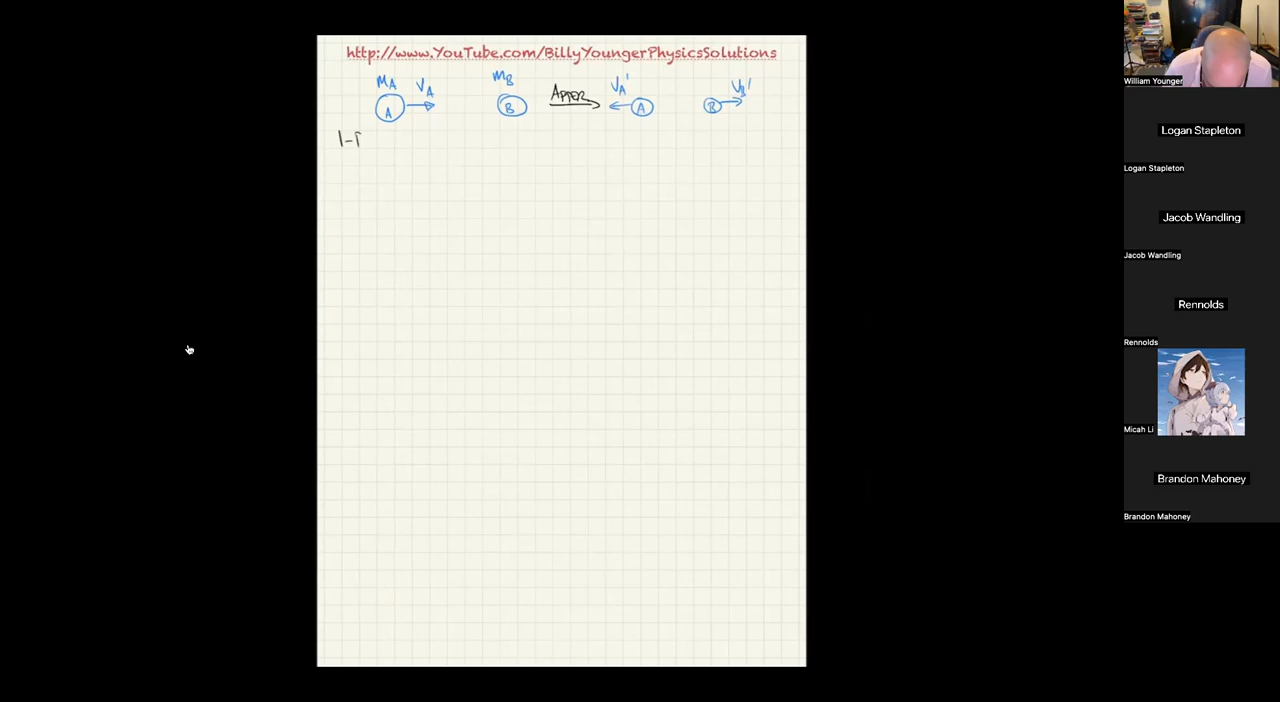 http://www.YouTube.com/BillyYoungerPhysicsSolutions
MA VA MB AFTER VA' VB'
A B A B
1-D
William Younger
Logan Stapleton
Logan Stapleton
Jacob Wandling
Jacob Wandling
Rennolds
Rennolds
Micah Li
Brandon Mahoney
Brandon Mahoney